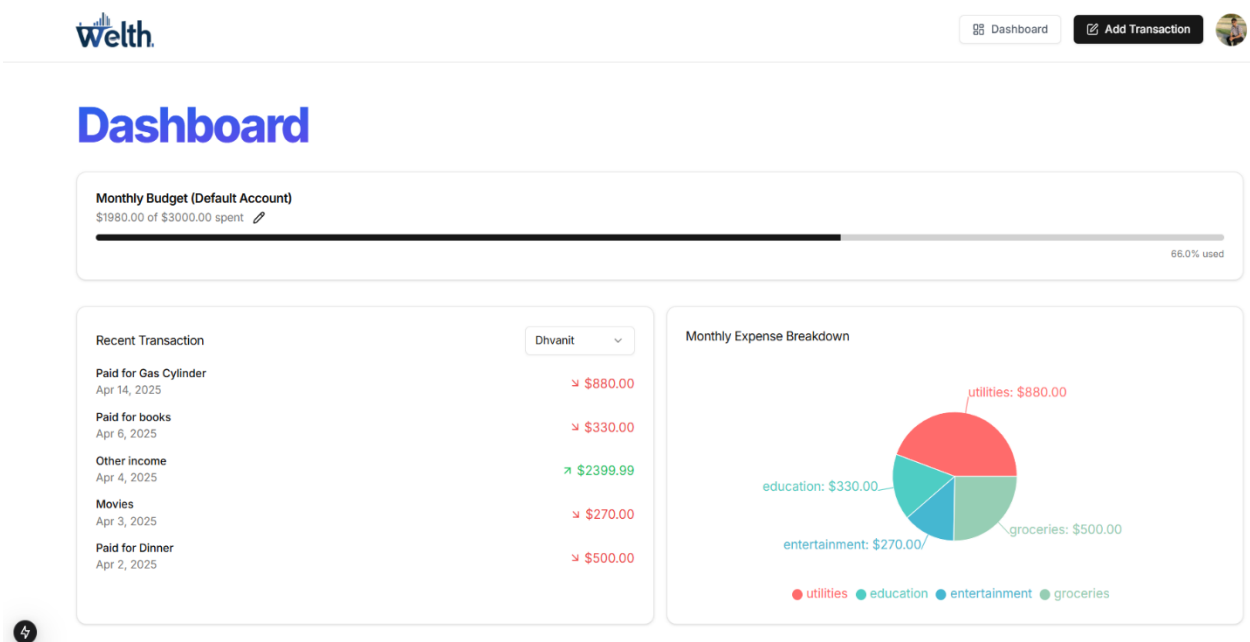 Welth.
Dashboard
Add Transaction
Dashboard
Monthly Budget (Default Account)
$1980.00 of $3000.00 spent
66.0% used
Recent Transaction
Dhvanit
Paid for Gas Cylinder
Apr 14, 2025
$880.00
Paid for books
Apr 6, 2025
$330.00
Other income
Apr 4, 2025
$2399.99
Movies
Apr 3, 2025
$270.00
Paid for Dinner
Apr 2, 2025
$500.00
Monthly Expense Breakdown
utilities: $880.00
education: $330.00
groceries: $500.00
entertainment: $270.00
utilities education entertainment groceries